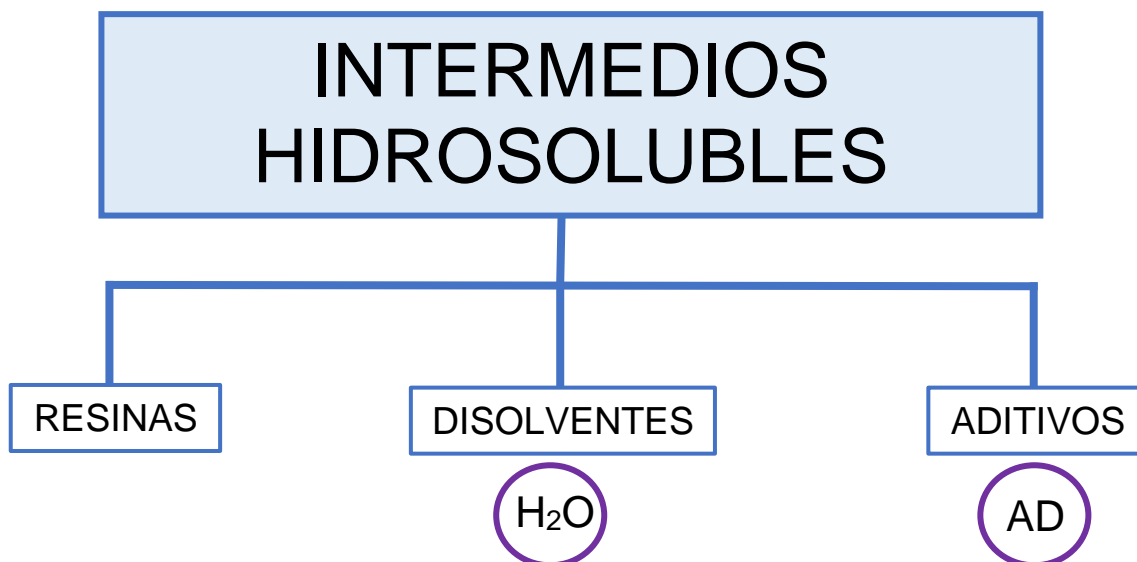 INTERMEDIOS
HIDROSOLUBLES
RESINAS
DISOLVENTES
ADITIVOS
H₂O
AD